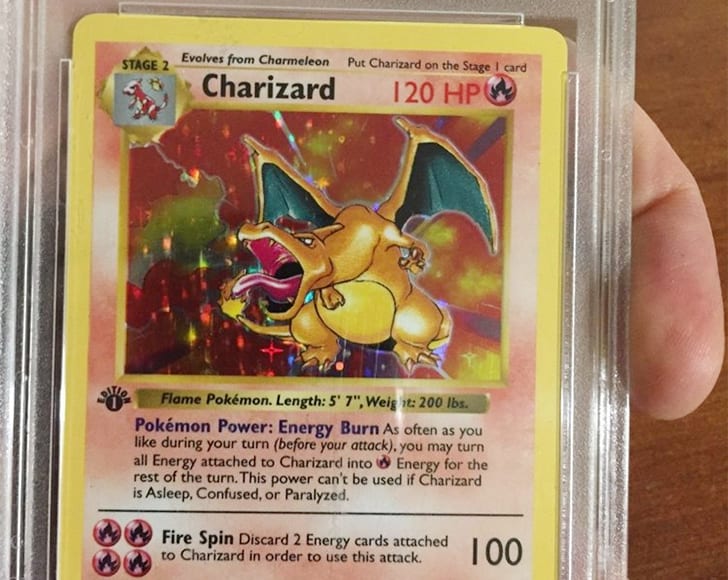 STAGE 2 Evolves from Charmeleon Put Charizard on the Stage 1 card
Charizard 120 HP
EDITION 1
Flame Pokémon. Length: 5' 7", Weight: 200 lbs.
Pokémon Power: Energy Burn As often as you
like during your turn (before your attack), you may turn
all Energy attached to Charizard into Energy for the
rest of the turn. This power can't be used if Charizard
is Asleep, Confused, or Paralyzed.
Fire Spin Discard 2 Energy cards attached
to Charizard in order to use this attack. 100